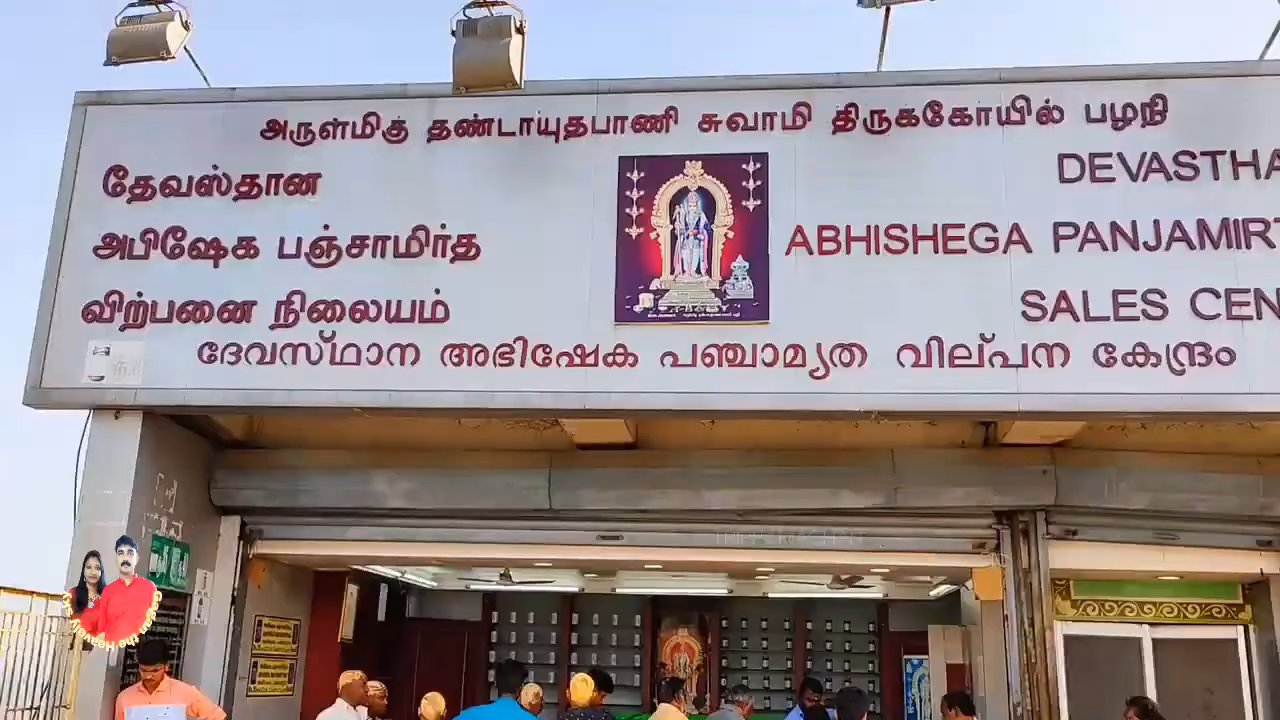 அருள்மிகு தண்டாயுதபாணி சுவாமி திருக்கோயில் பழநி
தேவஸ்தான
அபிஷேக பஞ்சாமிர்த
விற்பனை நிலையம்
DEVASTHA
ABHISHEGA PANJAMIRT
SALES CEN
ദേവസ്ഥാന അഭിഷേക പഞ്ചാമൃത വില്പന കേന്ദ്രം